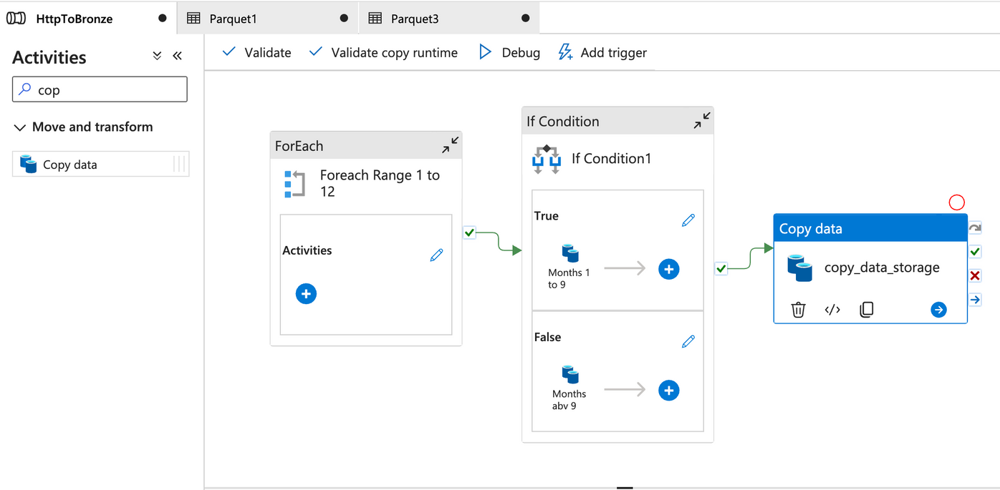 HttpToBronze
Parquet1
Parquet3
Activities
cop
Move and transform
Copy data
Validate
Validate copy runtime
Debug
Add trigger
ForEach
Foreach Range 1 to
12
Activities
If Condition
If Condition1
True
Months 1
to 9
False
Months
abv 9
Copy data
copy_data_storage